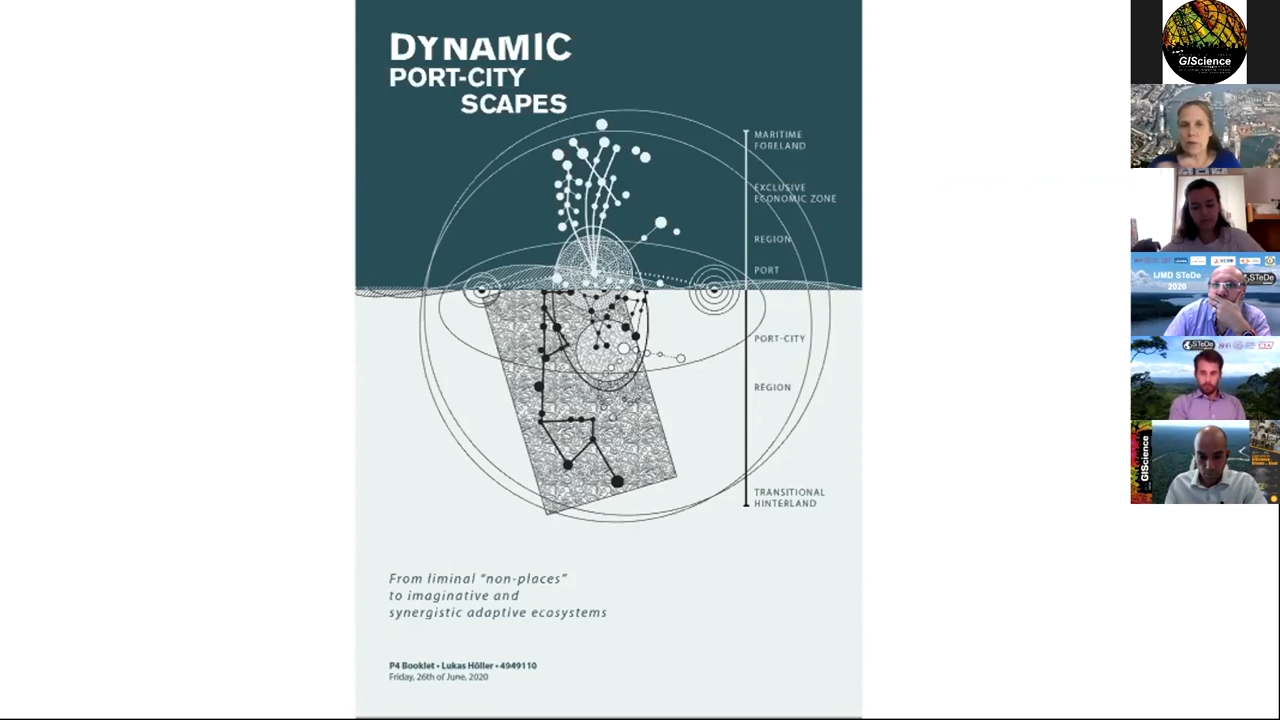 DYNAMIC
PORT-CITY
SCAPES
MARITIME
FORELAND
EXCLUSIVE
ECONOMIC ZONE
REGION
PORT
PORT-CITY
REGION
TRANSITIONAL
HINTERLAND
From liminal "non-places"
to imaginative and
synergistic adaptive ecosystems
P4 Booklet • Lukas Höller • 4949110
Friday, 26th of June, 2020
GIScience
IJMD STeDe
2020
STeDe
STeDe
GIScience